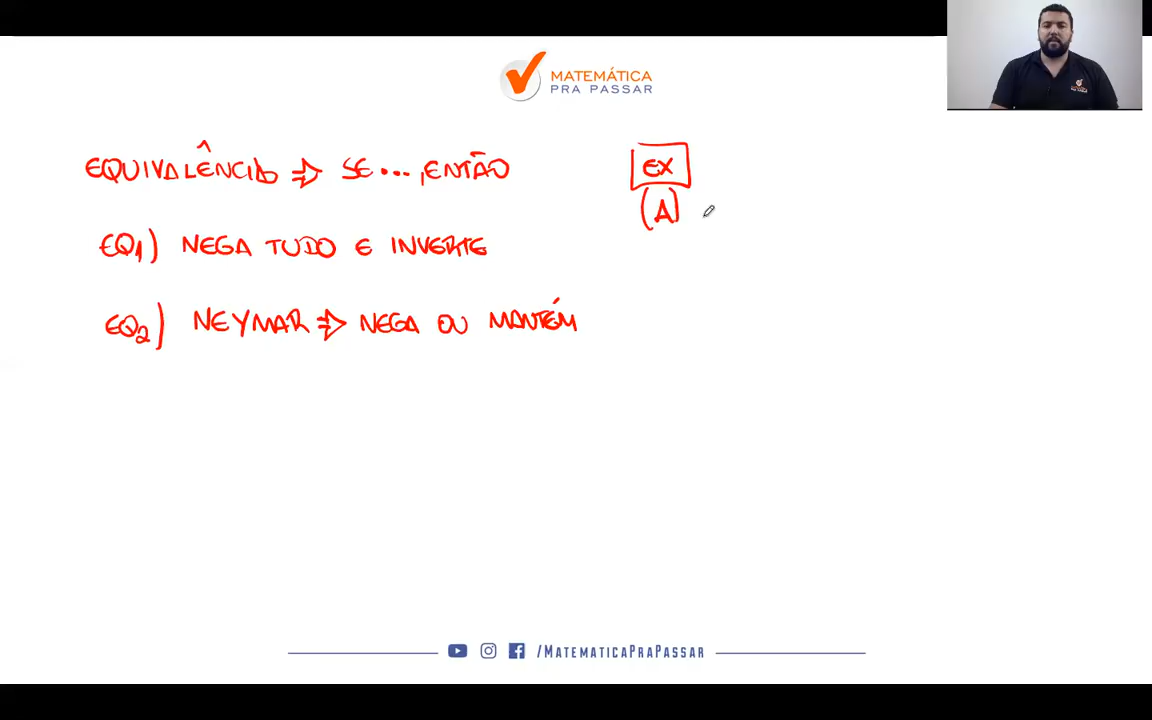 MATEMÁTICA
PRA PASSAR
EQUIVALÊNCIA ⇒ SE..., ENTÃO
EQ1) NEGA TUDO E INVERTE
EQ2) NEYMAR ⇒ NEGA OU MANTÉM
EX
(A)
/MATEMATICAPRAPASSAR